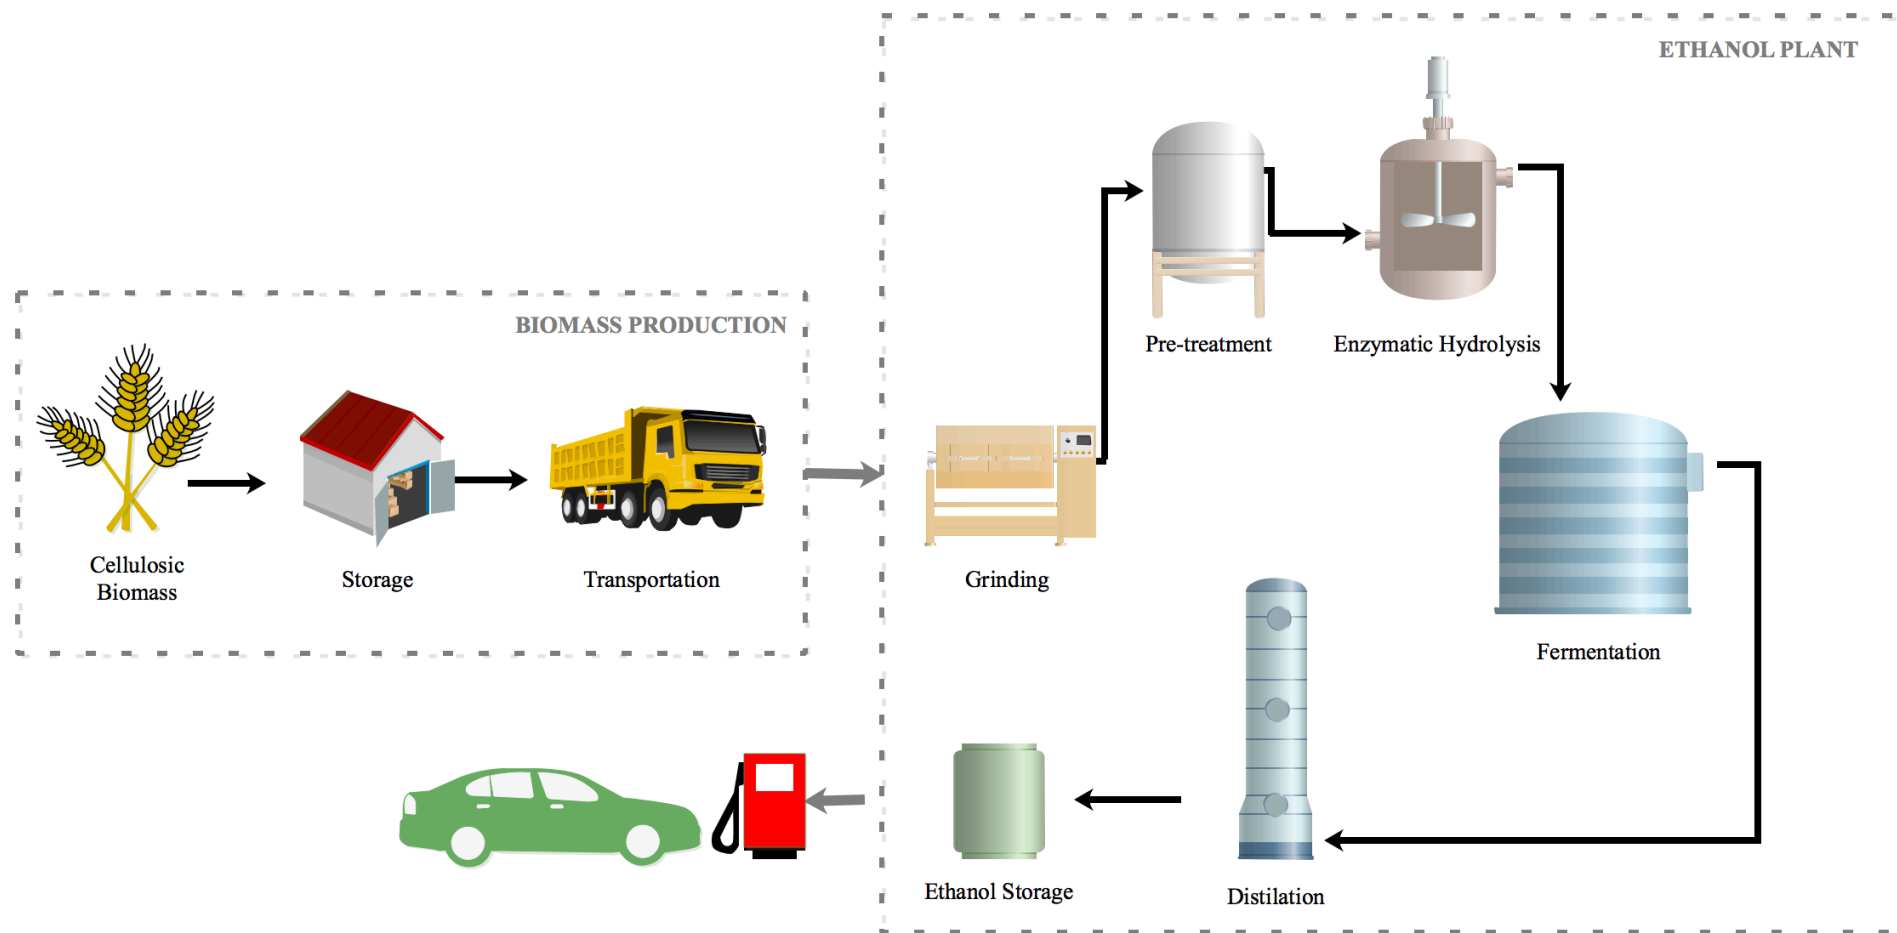 ETHANOL PLANT
BIOMASS PRODUCTION
Cellulosic
Biomass
Storage
Transportation
Grinding
Pre-treatment
Enzymatic Hydrolysis
Fermentation
Distilation
Ethanol Storage